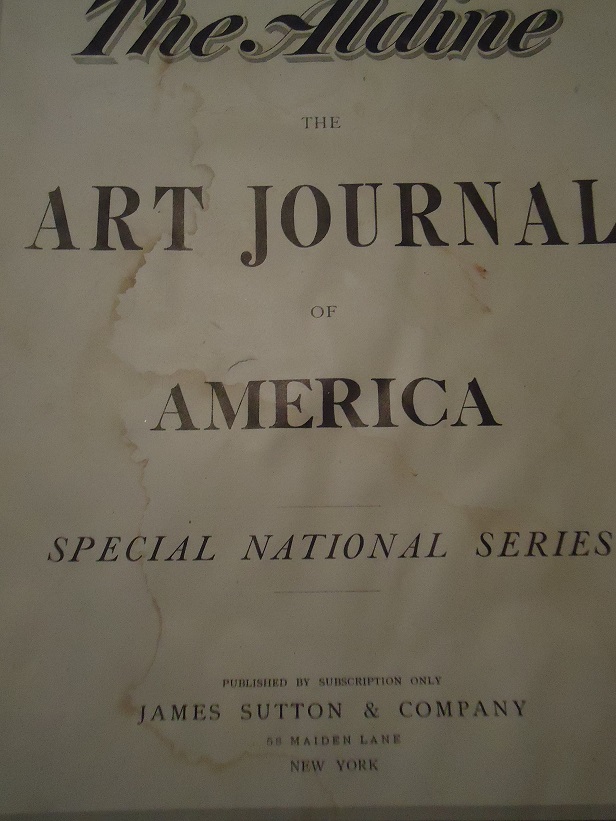 The Aldine
THE
ART JOURNAL
OF
AMERICA
SPECIAL NATIONAL SERIES
PUBLISHED BY SUBSCRIPTION ONLY
JAMES SUTTON & COMPANY
58 MAIDEN LANE
NEW YORK